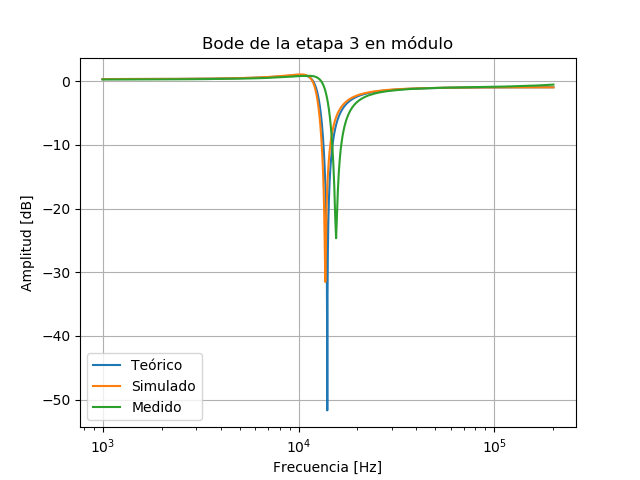 Bode de la etapa 3 en módulo
Amplitud [dB]
0
−10
−20
−30
−40
−50
Teórico
Simulado
Medido
10³ 10⁴ 10⁵
Frecuencia [Hz]